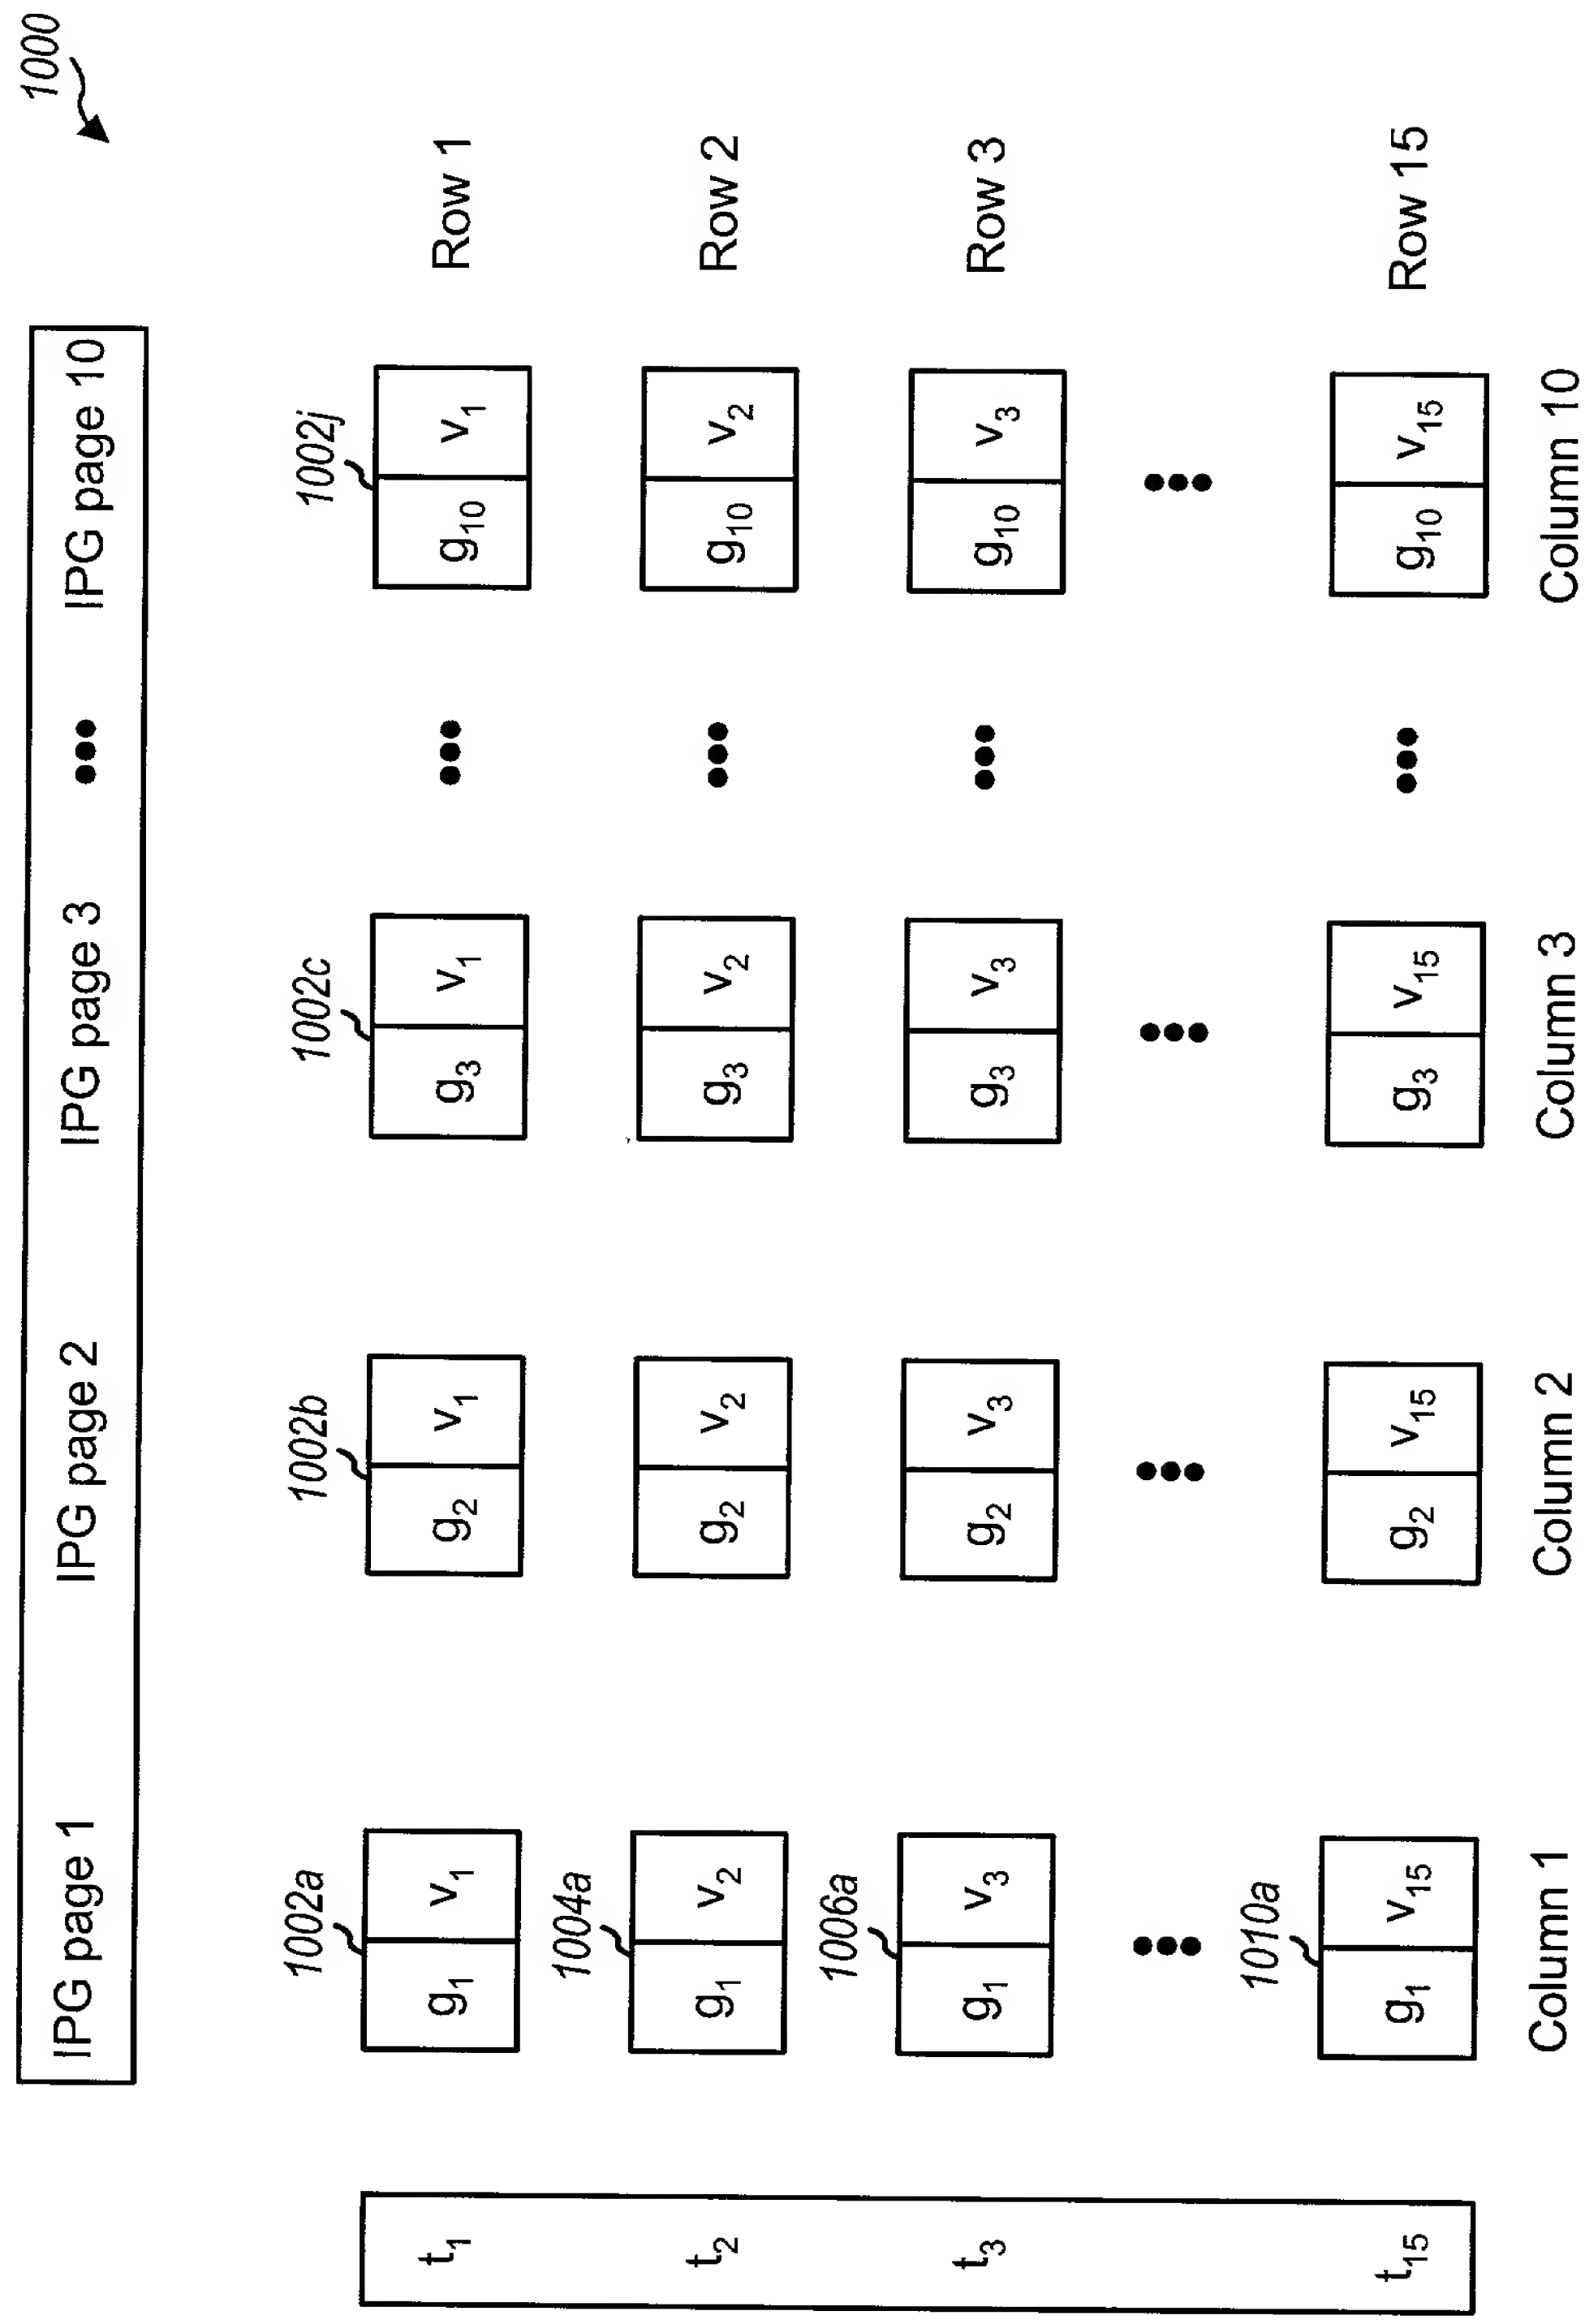 1000
IPG page 1 IPG page 2 IPG page 3 ••• IPG page 10
1002a 1002b 1002c 1002j
t₁ g₁ v₁ g₂ v₁ g₃ v₁ ••• g₁₀ v₁ Row 1
1004a
t₂ g₁ v₂ g₂ v₂ g₃ v₂ ••• g₁₀ v₂ Row 2
1006a
t₃ g₁ v₃ g₂ v₃ g₃ v₃ ••• g₁₀ v₃ Row 3
••• ••• ••• •••
1010a
t₁₅ g₁ v₁₅ g₂ v₁₅ g₃ v₁₅ ••• g₁₀ v₁₅ Row 15
Column 1 Column 2 Column 3 Column 10